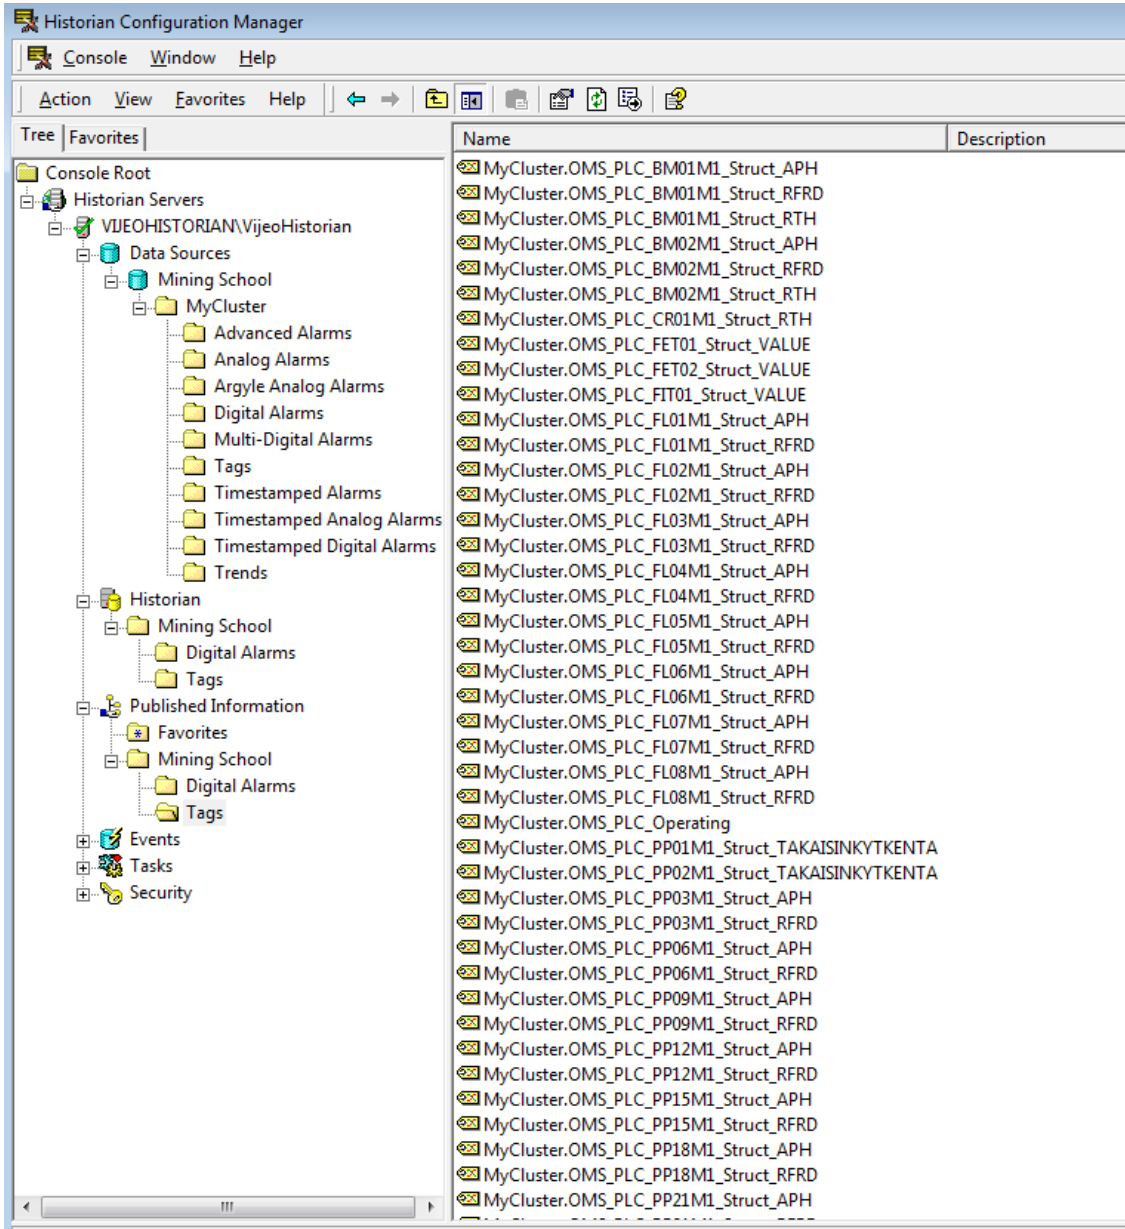 Historian Configuration Manager
Console Window Help
Action View Favorites Help
Tree Favorites
Console Root
Historian Servers
VIJEOHISTORIAN\VijeoHistorian
Data Sources
Mining School
MyCluster
Advanced Alarms
Analog Alarms
Argyle Analog Alarms
Digital Alarms
Multi-Digital Alarms
Tags
Timestamped Alarms
Timestamped Analog Alarms
Timestamped Digital Alarms
Trends
Historian
Mining School
Digital Alarms
Tags
Published Information
Favorites
Mining School
Digital Alarms
Tags
Events
Tasks
Security
Name Description
MyCluster.OMS_PLC_BM01M1_Struct_APH
MyCluster.OMS_PLC_BM01M1_Struct_RFRD
MyCluster.OMS_PLC_BM01M1_Struct_RTH
MyCluster.OMS_PLC_BM02M1_Struct_APH
MyCluster.OMS_PLC_BM02M1_Struct_RFRD
MyCluster.OMS_PLC_BM02M1_Struct_RTH
MyCluster.OMS_PLC_CR01M1_Struct_RTH
MyCluster.OMS_PLC_FET01_Struct_VALUE
MyCluster.OMS_PLC_FET02_Struct_VALUE
MyCluster.OMS_PLC_FIT01_Struct_VALUE
MyCluster.OMS_PLC_FL01M1_Struct_APH
MyCluster.OMS_PLC_FL01M1_Struct_RFRD
MyCluster.OMS_PLC_FL02M1_Struct_APH
MyCluster.OMS_PLC_FL02M1_Struct_RFRD
MyCluster.OMS_PLC_FL03M1_Struct_APH
MyCluster.OMS_PLC_FL03M1_Struct_RFRD
MyCluster.OMS_PLC_FL04M1_Struct_APH
MyCluster.OMS_PLC_FL04M1_Struct_RFRD
MyCluster.OMS_PLC_FL05M1_Struct_APH
MyCluster.OMS_PLC_FL05M1_Struct_RFRD
MyCluster.OMS_PLC_FL06M1_Struct_APH
MyCluster.OMS_PLC_FL06M1_Struct_RFRD
MyCluster.OMS_PLC_FL07M1_Struct_APH
MyCluster.OMS_PLC_FL07M1_Struct_RFRD
MyCluster.OMS_PLC_FL08M1_Struct_APH
MyCluster.OMS_PLC_FL08M1_Struct_RFRD
MyCluster.OMS_PLC_Operating
MyCluster.OMS_PLC_PP01M1_Struct_TAKAISINKYTKENTA
MyCluster.OMS_PLC_PP02M1_Struct_TAKAISINKYTKENTA
MyCluster.OMS_PLC_PP03M1_Struct_APH
MyCluster.OMS_PLC_PP03M1_Struct_RFRD
MyCluster.OMS_PLC_PP06M1_Struct_APH
MyCluster.OMS_PLC_PP06M1_Struct_RFRD
MyCluster.OMS_PLC_PP09M1_Struct_APH
MyCluster.OMS_PLC_PP09M1_Struct_RFRD
MyCluster.OMS_PLC_PP12M1_Struct_APH
MyCluster.OMS_PLC_PP12M1_Struct_RFRD
MyCluster.OMS_PLC_PP15M1_Struct_APH
MyCluster.OMS_PLC_PP15M1_Struct_RFRD
MyCluster.OMS_PLC_PP18M1_Struct_APH
MyCluster.OMS_PLC_PP18M1_Struct_RFRD
MyCluster.OMS_PLC_PP21M1_Struct_APH